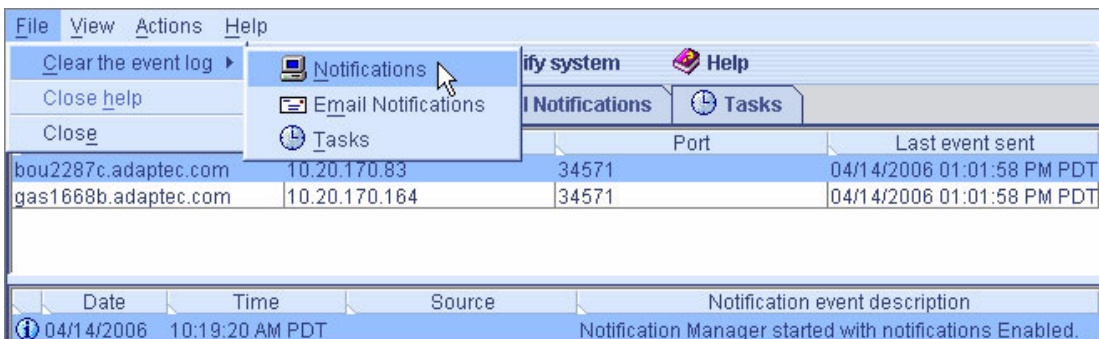 File View Actions Help
Clear the event log
Notifications
Email Notifications
Tasks
Close help
Close
ify system Help
l Notifications Tasks
Port Last event sent
bou2287c.adaptec.com 10.20.170.83 34571 04/14/2006 01:01:58 PM PDT
gas1668b.adaptec.com 10.20.170.164 34571 04/14/2006 01:01:58 PM PDT
Date Time Source Notification event description
04/14/2006 10:19:20 AM PDT Notification Manager started with notifications Enabled.